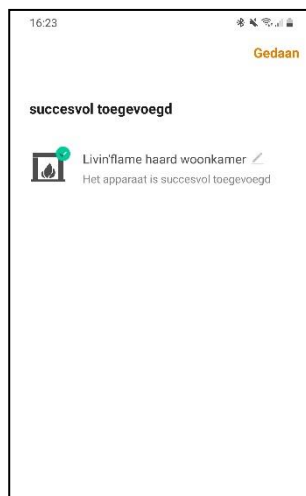 16:23
Gedaan
succesvol toegevoegd
Livin'flame haard woonkamer
Het apparaat is succesvol toegevoegd